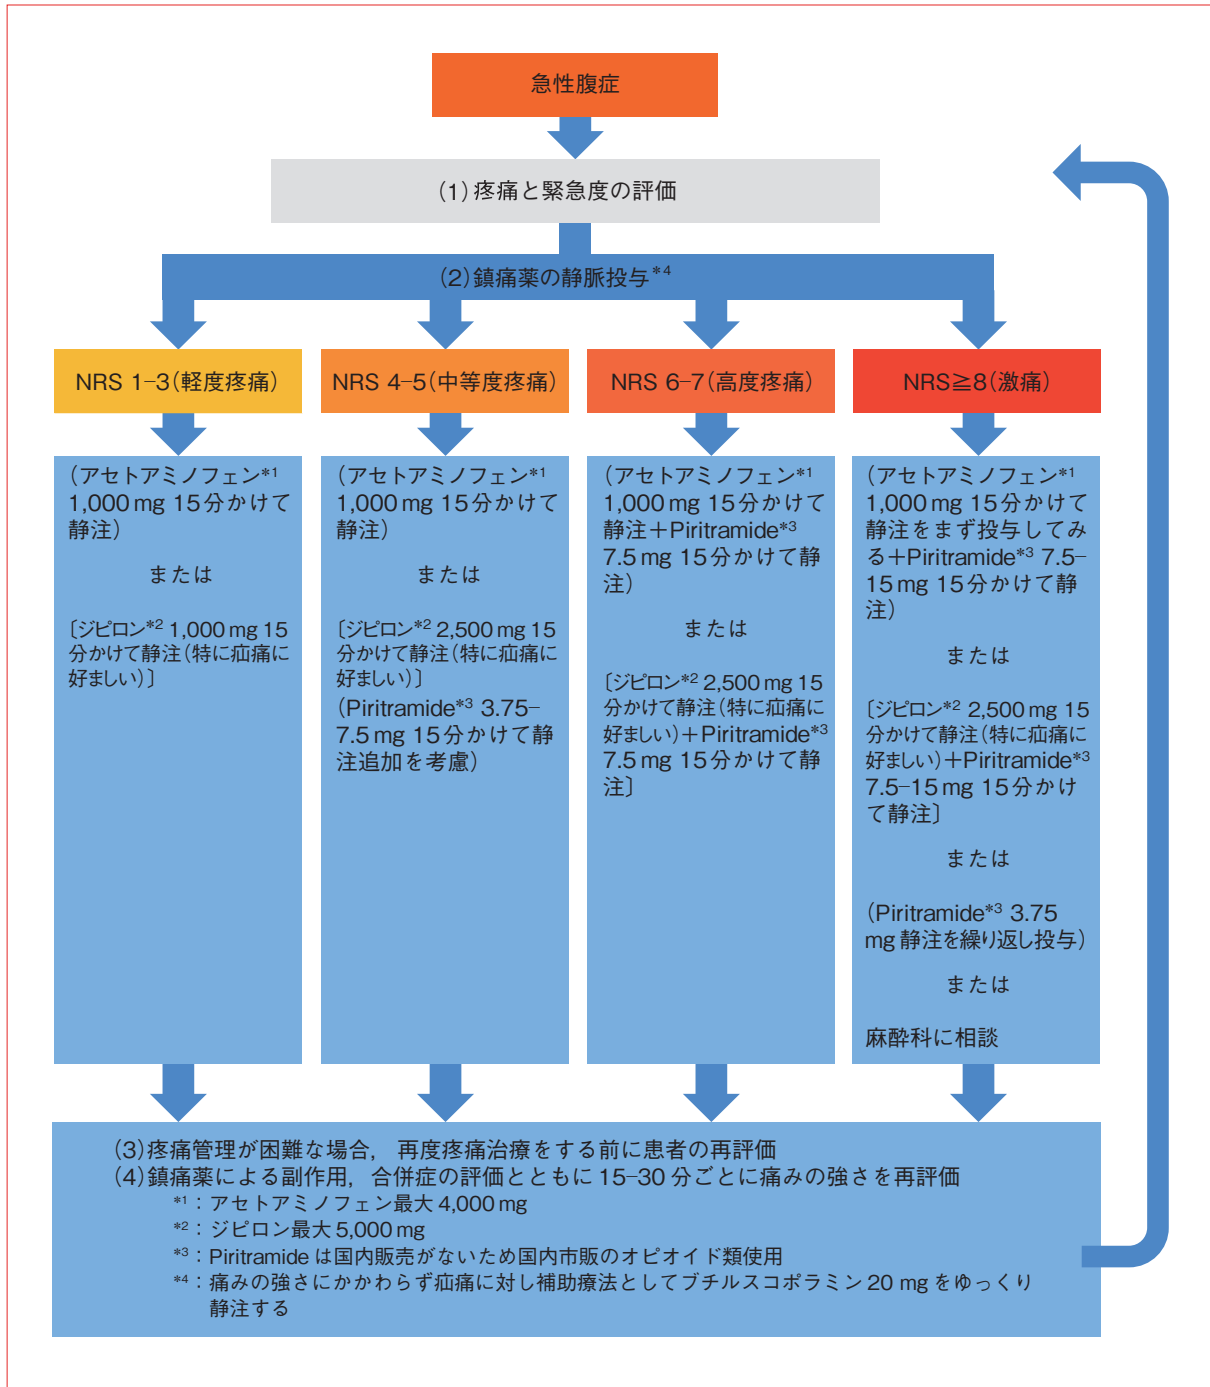 急性腹症
(1)疼痛と緊急度の評価
(2)鎮痛薬の静脈投与*4
NRS 1–3(軽度疼痛)
(アセトアミノフェン*1
1,000 mg 15分かけて
静注)
または
〔ジピロン*2 1,000 mg 15
分かけて静注(特に疝痛に
好ましい)〕
NRS 4–5(中等度疼痛)
(アセトアミノフェン*1
1,000 mg 15分かけて
静注)
または
〔ジピロン*2 2,500 mg 15
分かけて静注(特に疝痛に
好ましい)〕
(Piritramide*3 3.75–
7.5 mg 15分かけて静
注追加を考慮)
NRS 6–7(高度疼痛)
(アセトアミノフェン*1
1,000 mg 15分かけて
静注+Piritramide*3
7.5 mg 15分かけて静
注)
または
〔ジピロン*2 2,500 mg 15
分かけて静注(特に疝痛に
好ましい)+Piritramide*3
7.5 mg 15分かけて静
注〕
NRS≧8(激痛)
(アセトアミノフェン*1
1,000 mg 15分かけて
静注をまず投与してみ
る+Piritramide*3 7.5–
15 mg 15分かけて静
注)
または
〔ジピロン*2 2,500 mg 15
分かけて静注(特に疝痛に
好ましい)+Piritramide*3
7.5–15 mg 15分かけ
て静注〕
または
(Piritramide*3 3.75
mg 静注を繰り返し投与)
または
麻酔科に相談
(3)疼痛管理が困難な場合,再度疼痛治療をする前に患者の再評価
(4)鎮痛薬による副作用,合併症の評価とともに 15–30 分ごとに痛みの強さを再評価
*1:アセトアミノフェン最大 4,000 mg
*2:ジピロン最大 5,000 mg
*3:Piritramide は国内販売がないため国内市販のオピオイド類使用
*4:痛みの強さにかかわらず疝痛に対し補助療法としてブチルスコポラミン 20 mg をゆっくり
静注する